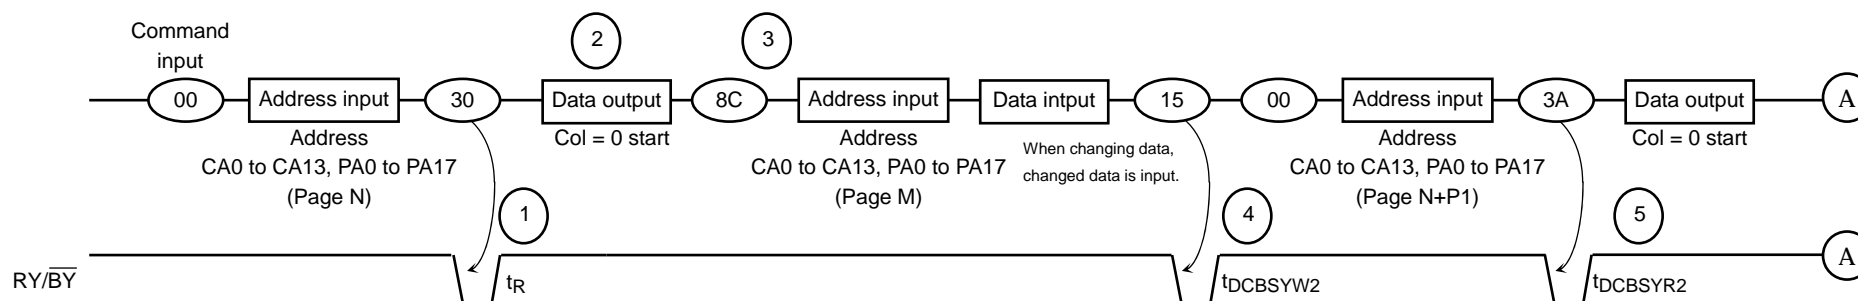 Command
input
2
3
00
Address input
30
Data output
8C
Address input
Data intput
15
00
Address input
3A
Data output
A
Address
CA0 to CA13, PA0 to PA17
(Page N)
Col = 0 start
Address
CA0 to CA13, PA0 to PA17
(Page M)
When changing data,
changed data is input.
Address
CA0 to CA13, PA0 to PA17
(Page N+P1)
Col = 0 start
1
4
5
RY/BY
tR
tDCBSYW2
tDCBSYR2
A